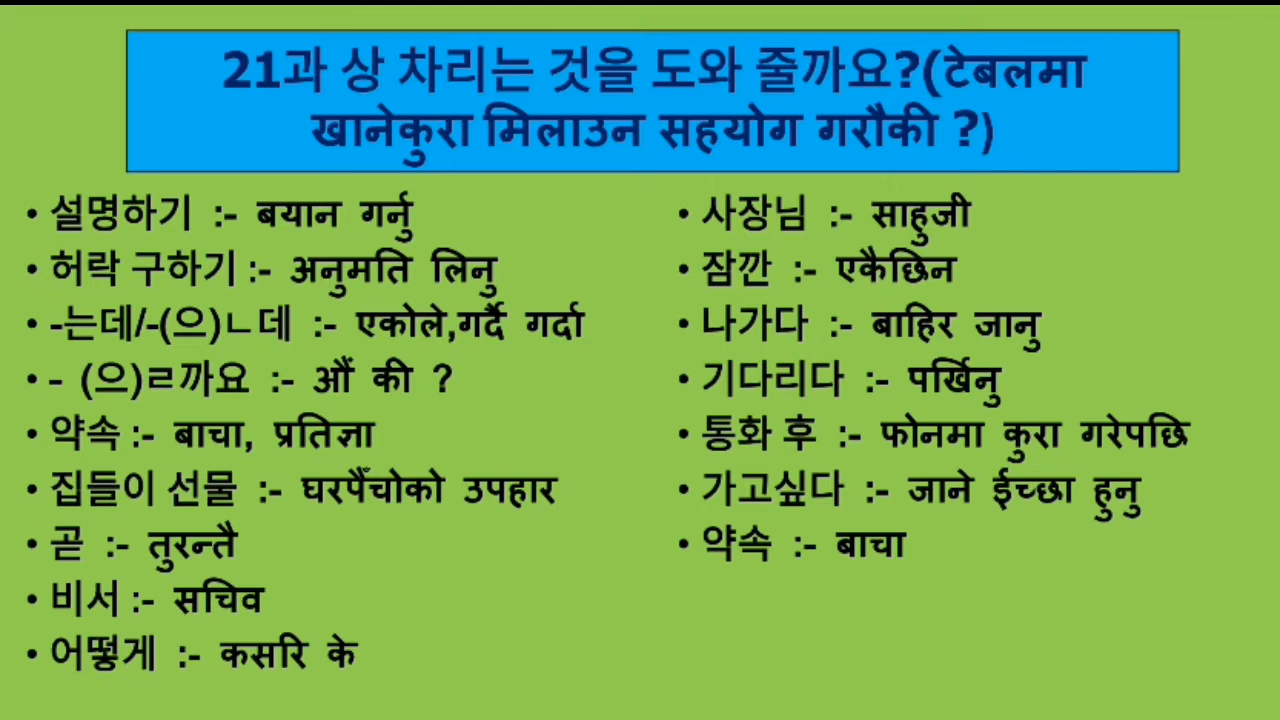 21과 상 차리는 것을 도와 줄까요?(टेबलमा
खानेकुरा मिलाउन सहयोग गरौकी ?)
• 설명하기 :- बयान गर्नु
• 허락 구하기 :- अनुमति लिनु
• -는데/-(으)ㄴ데 :- एकोले,गर्दै गर्दा
• - (으)ㄹ까요 :- औं की ?
• 약속 :- बाचा, प्रतिज्ञा
• 집들이 선물 :- घरपैँचोको उपहार
• 곧 :- तुरन्तै
• 비서 :- सचिव
• 어떻게 :- कसरि के
• 사장님 :- साहुजी
• 잠깐 :- एकैछिन
• 나가다 :- बाहिर जानु
• 기다리다 :- पर्खिनु
• 통화 후 :- फोनमा कुरा गरेपछि
• 가고싶다 :- जाने ईच्छा हुनु
• 약속 :- बाचा